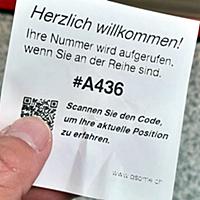 Herzlich willkommen!
Ihre Nummer wird aufgerufen,
wenn Sie an der Reihe sind.
#A436
Scannen Sie den Code,
um Ihre aktuelle Position
zu erfahren.